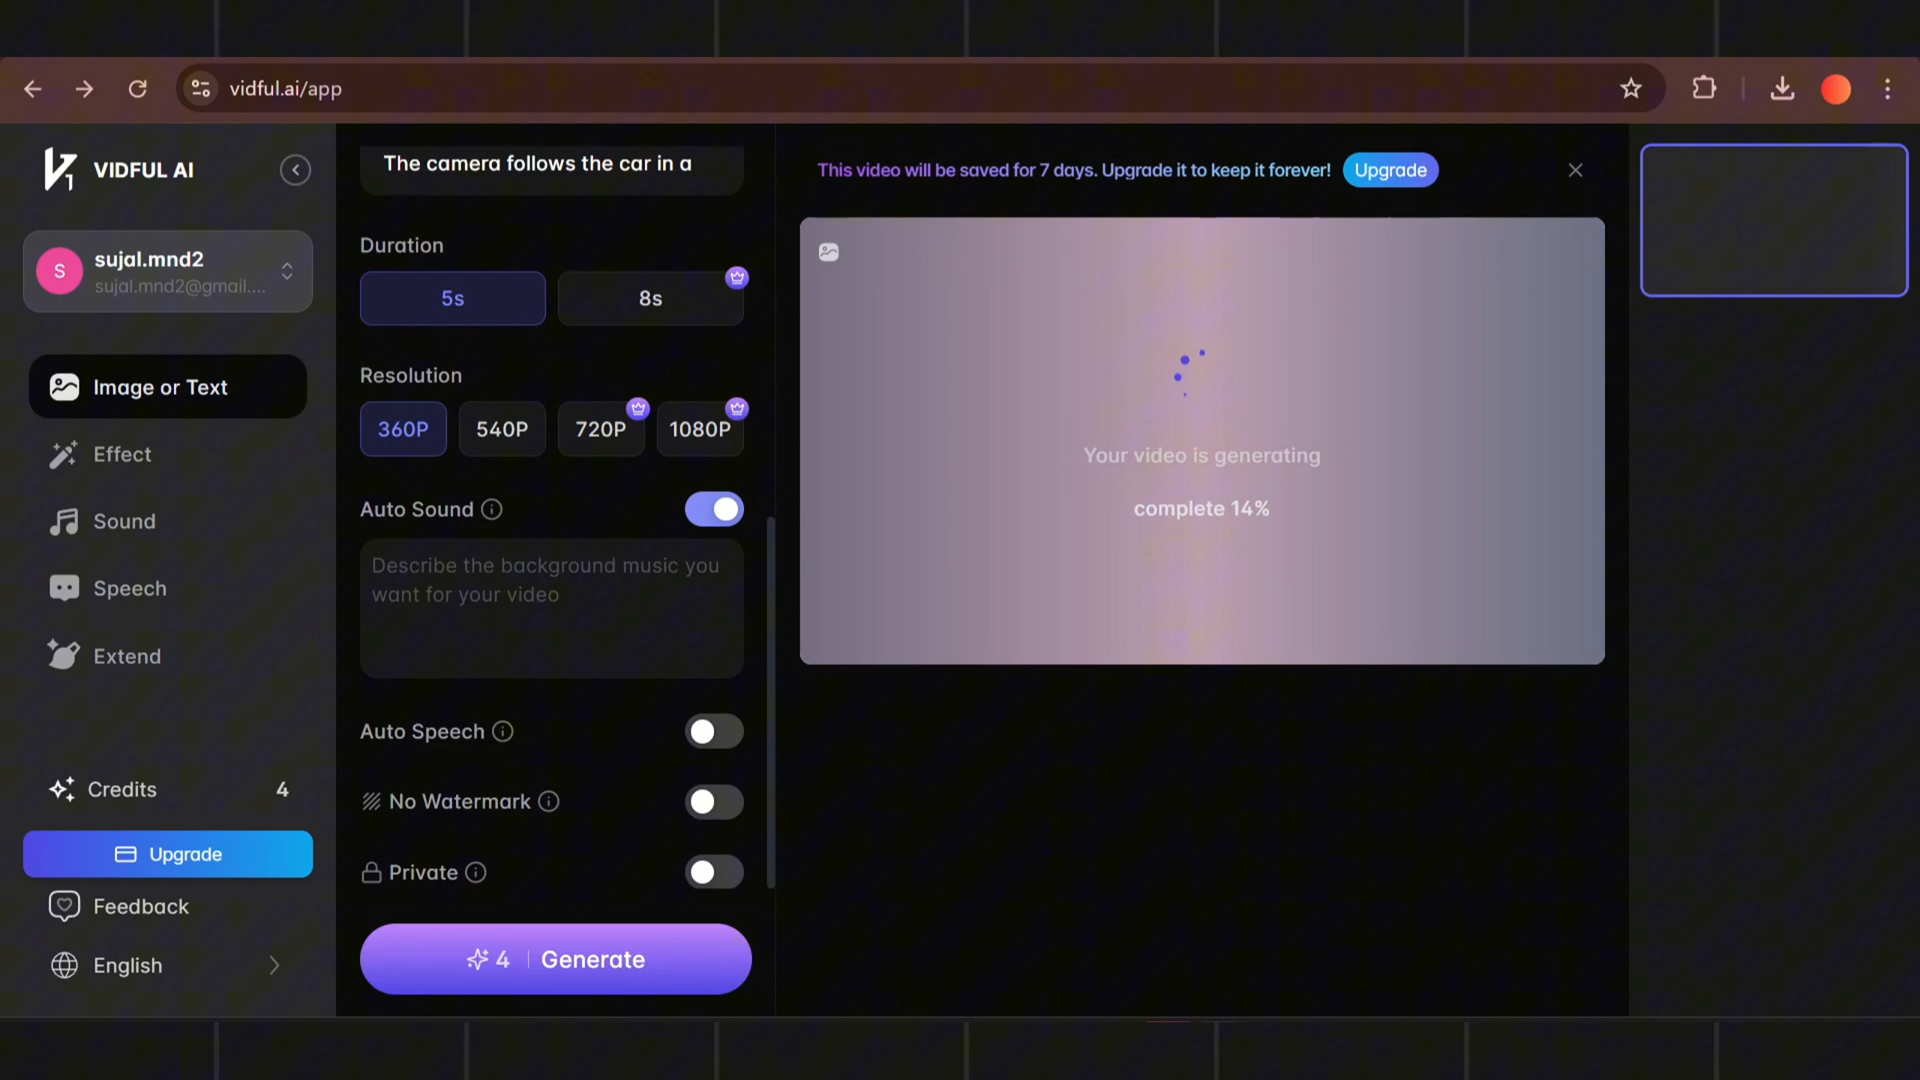 vidful.ai/app
VIDFUL AI
S
sujal.mnd2
sujal.mnd2@gmail....
Image or Text
Effect
Sound
Speech
Extend
Credits 4
Upgrade
Feedback
English
The camera follows the car in a
Duration
5s 8s
Resolution
360P 540P 720P 1080P
Auto Sound
Describe the background music you
want for your video
Auto Speech
No Watermark
Private
4 | Generate
This video will be saved for 7 days. Upgrade it to keep it forever! Upgrade
Your video is generating
complete 14%